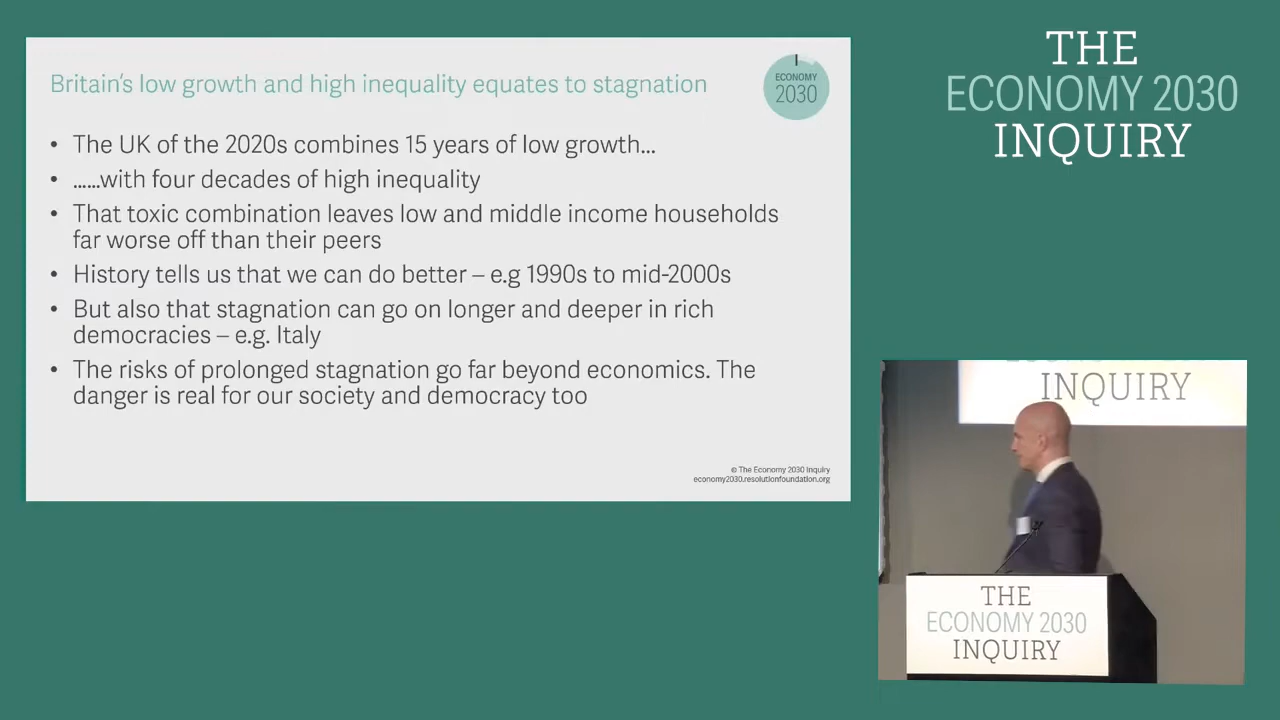 Britain's low growth and high inequality equates to stagnation
ECONOMY
2030
• The UK of the 2020s combines 15 years of low growth...
• ......with four decades of high inequality
• That toxic combination leaves low and middle income households
far worse off than their peers
• History tells us that we can do better – e.g 1990s to mid-2000s
• But also that stagnation can go on longer and deeper in rich
democracies – e.g. Italy
• The risks of prolonged stagnation go far beyond economics. The
danger is real for our society and democracy too
© The Economy 2030 Inquiry
economy2030.resolutionfoundation.org
THE
ECONOMY 2030
INQUIRY
INQUIRY
THE
ECONOMY 2030
INQUIRY